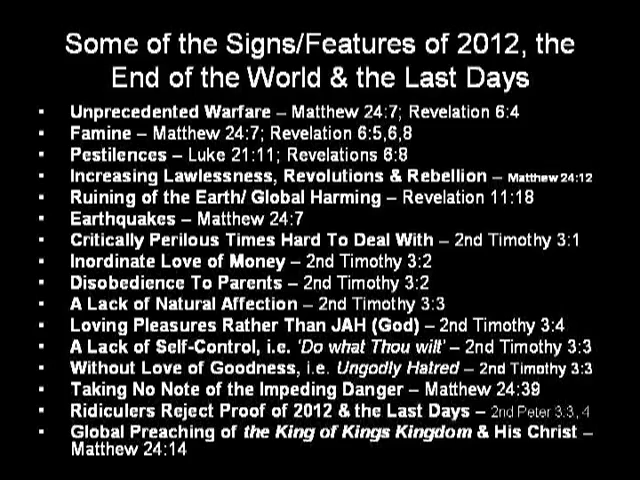 Some of the Signs/Features of 2012, the
End of the World & the Last Days
▪ Unprecedented Warfare – Matthew 24:7; Revelation 6:4
▪ Famine – Matthew 24:7; Revelation 6:5,6,8
▪ Pestilences – Luke 21:11; Revelations 6:8
▪ Increasing Lawlessness, Revolutions & Rebellion – Matthew 24:12
▪ Ruining of the Earth/ Global Harming – Revelation 11:18
▪ Earthquakes – Matthew 24:7
▪ Critically Perilous Times Hard To Deal With – 2nd Timothy 3:1
▪ Inordinate Love of Money – 2nd Timothy 3:2
▪ Disobedience To Parents – 2nd Timothy 3:2
▪ A Lack of Natural Affection – 2nd Timothy 3:3
▪ Loving Pleasures Rather Than JAH (God) – 2nd Timothy 3:4
▪ A Lack of Self-Control, i.e. 'Do what Thou wilt' – 2nd Timothy 3:3
▪ Without Love of Goodness, i.e. Ungodly Hatred – 2nd Timothy 3:3
▪ Taking No Note of the Impeding Danger – Matthew 24:39
▪ Ridiculers Reject Proof of 2012 & the Last Days – 2nd Peter 3:3, 4
▪ Global Preaching of the King of Kings Kingdom & His Christ –
Matthew 24:14